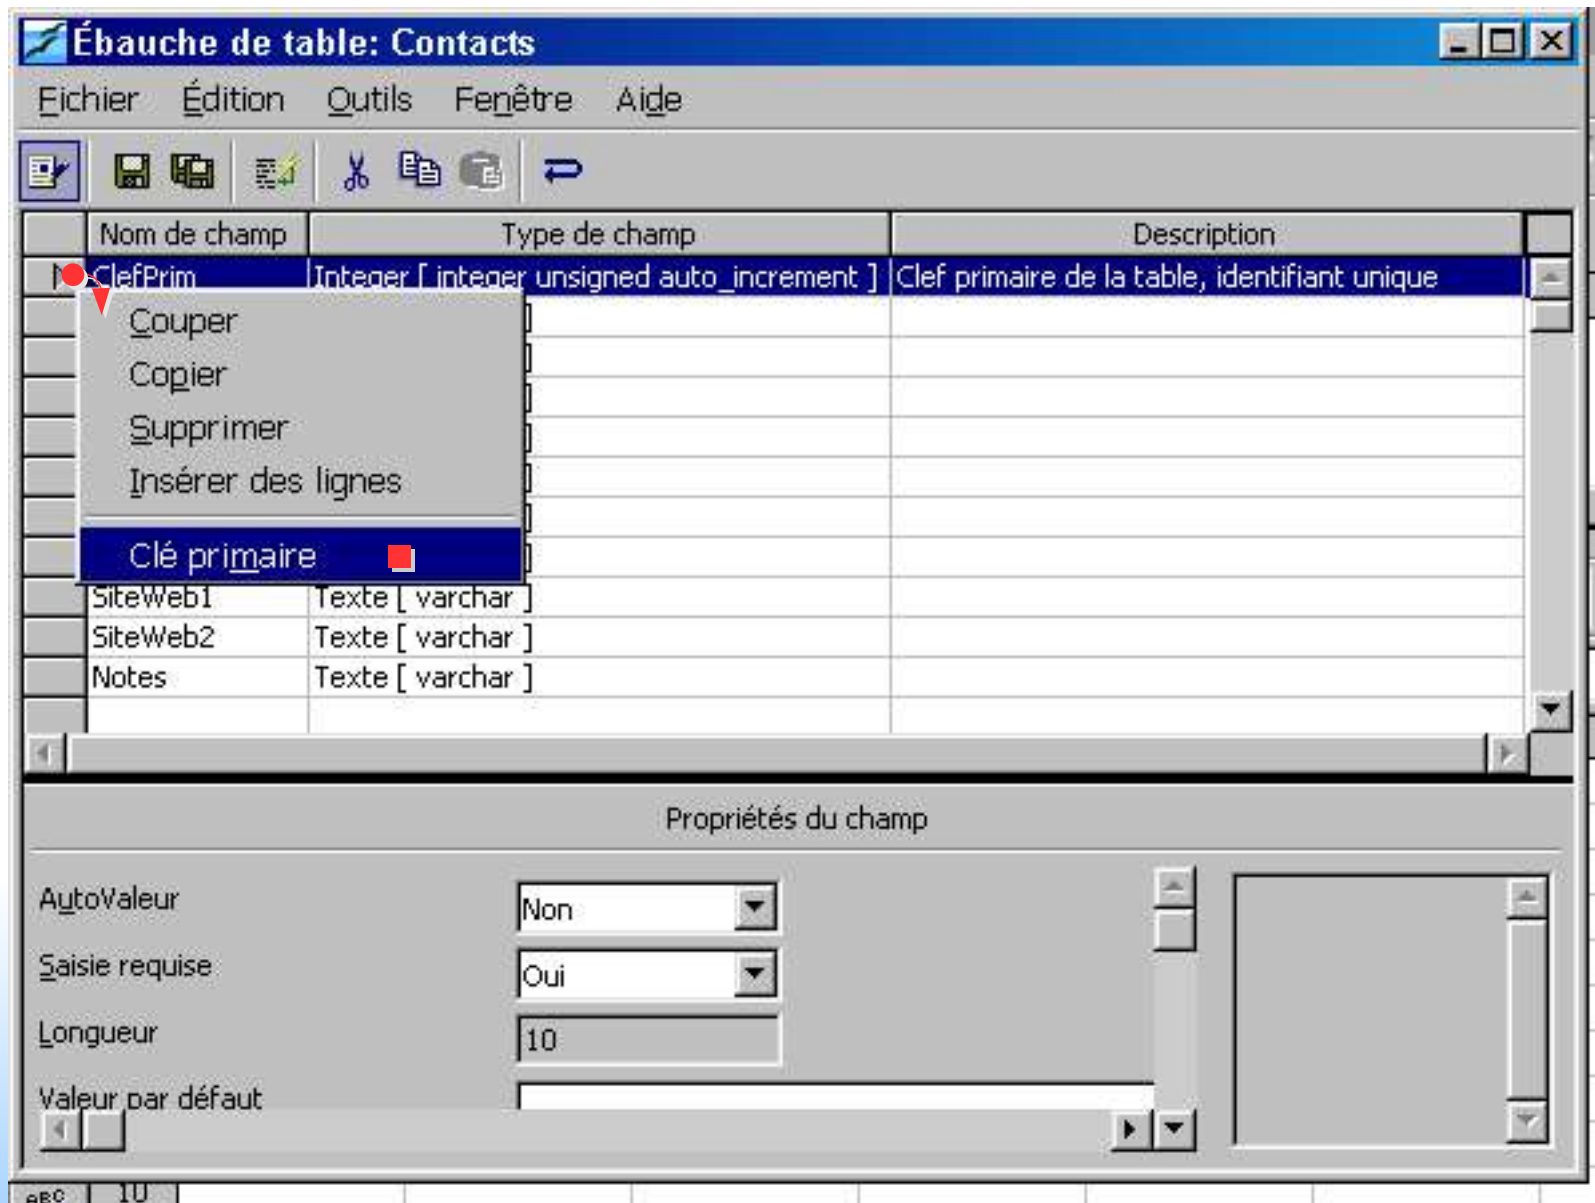 Ébauche de table: Contacts
Fichier Édition Outils Fenêtre Aide
Nom de champ Type de champ Description
ClefPrim Integer [ integer unsigned auto_increment ] Clef primaire de la table, identifiant unique
Couper ]
Copier ]
]
Supprimer ]
Insérer des lignes ]
]
Clé primaire ]
SiteWeb1 Texte [ varchar ]
SiteWeb2 Texte [ varchar ]
Notes Texte [ varchar ]
Propriétés du champ
AutoValeur Non
Saisie requise Oui
Longueur 10
Valeur par défaut
ABC 10